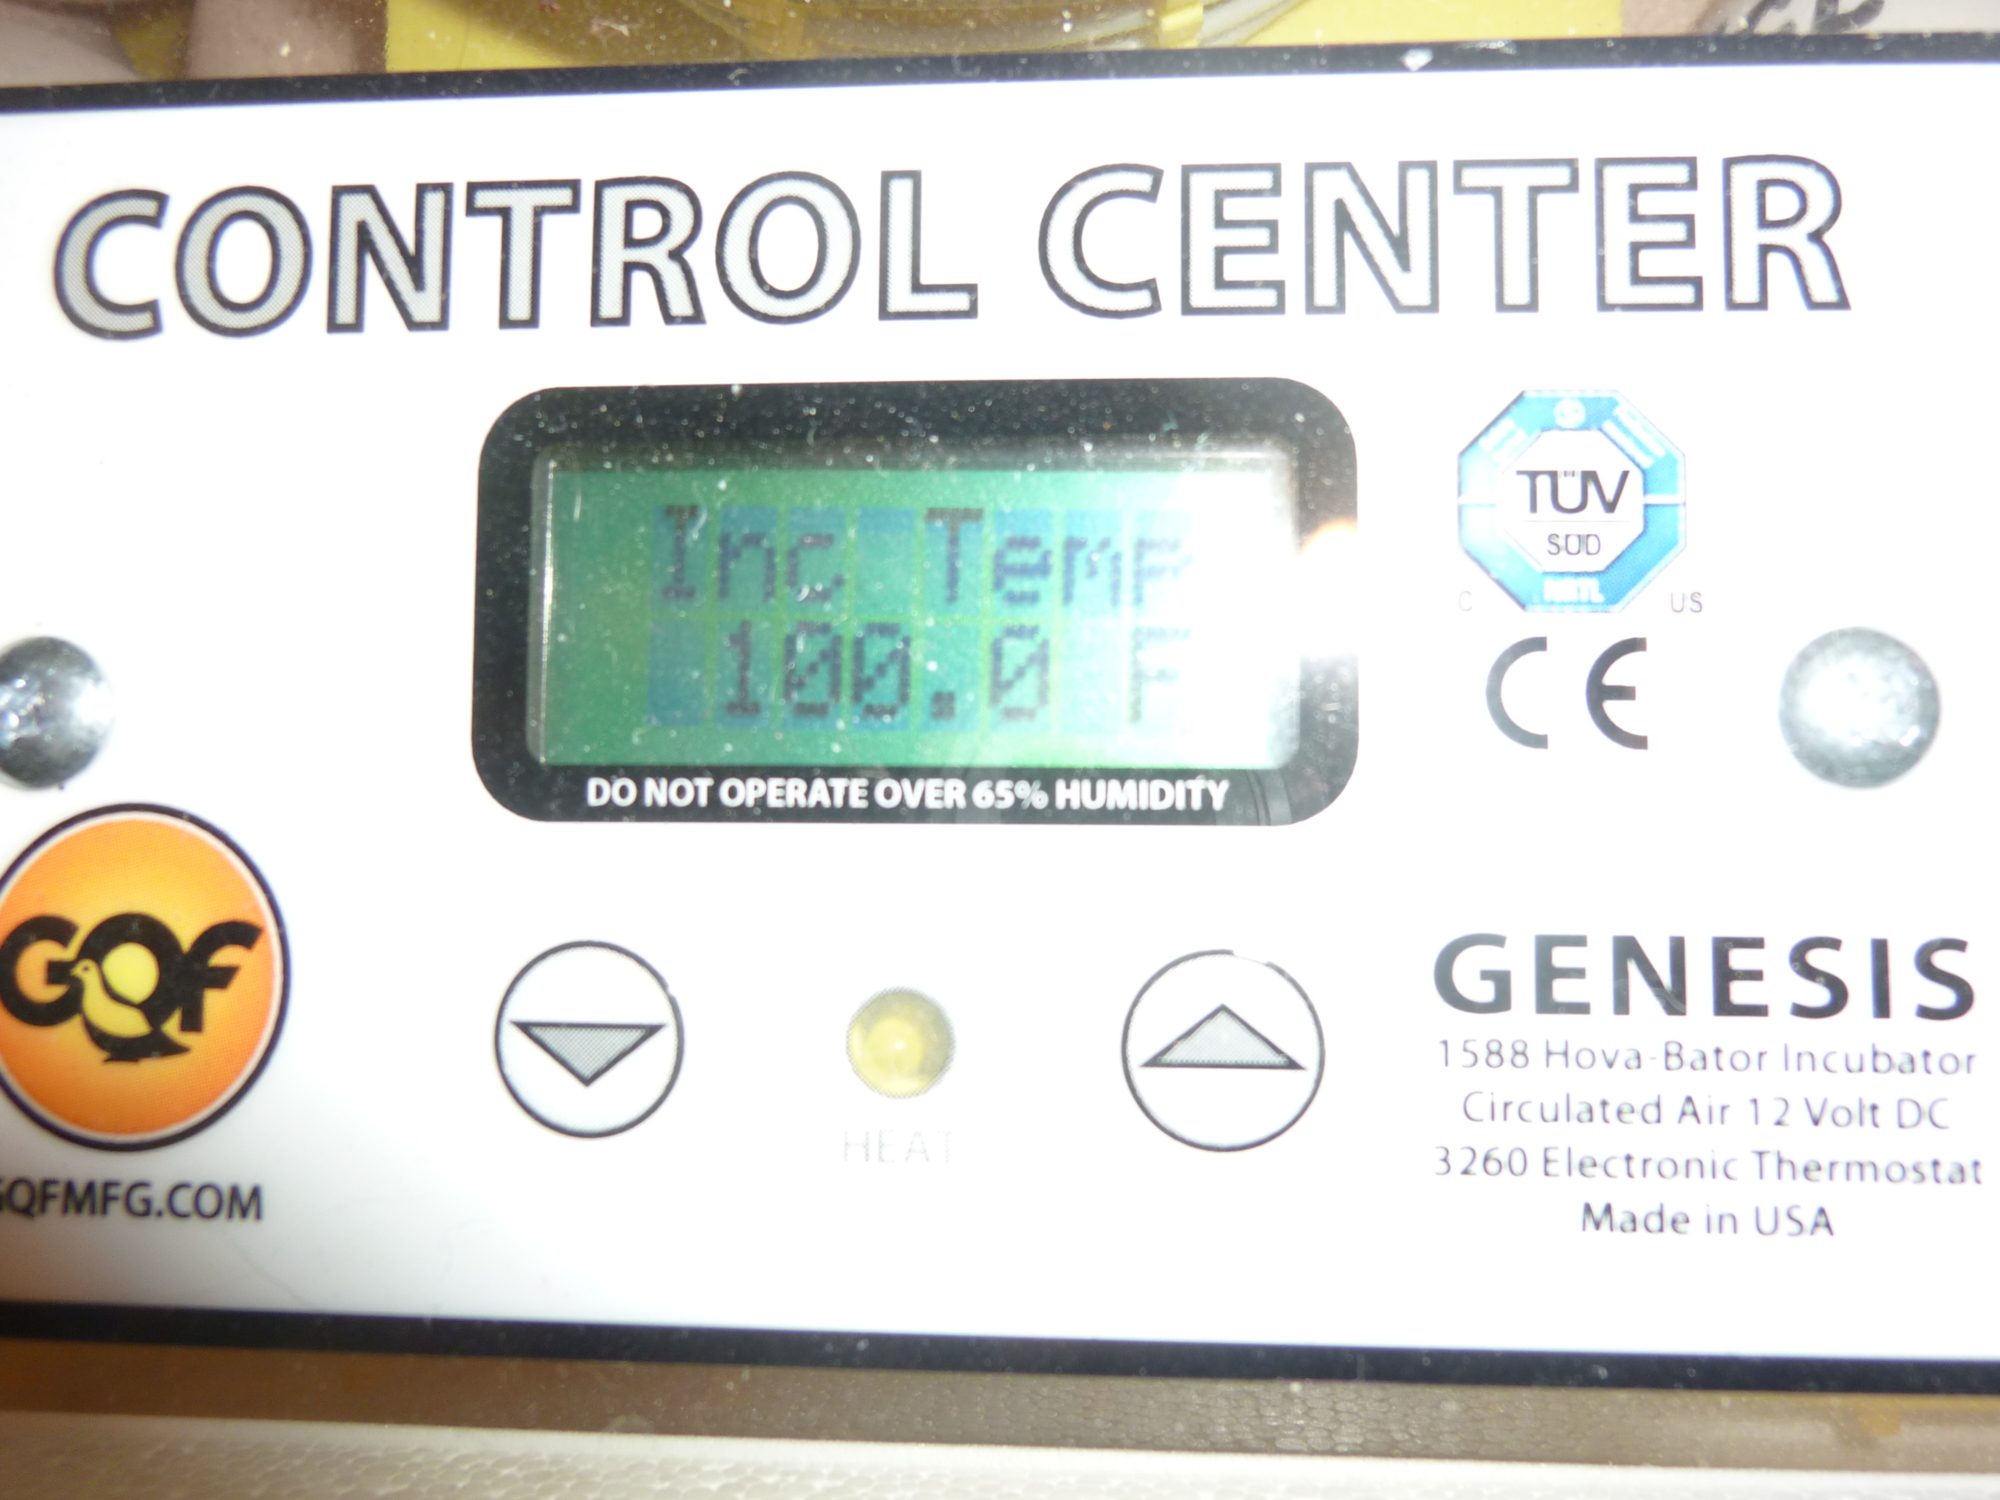 CONTROL CENTER
Inc Temp
100.0 F
DO NOT OPERATE OVER 65% HUMIDITY
TÜV
SÜD
NRTL
C US
CE
GQF
GQFMFG.COM
HEAT
GENESIS
1588 Hova-Bator Incubator
Circulated Air 12 Volt DC
3260 Electronic Thermostat
Made in USA